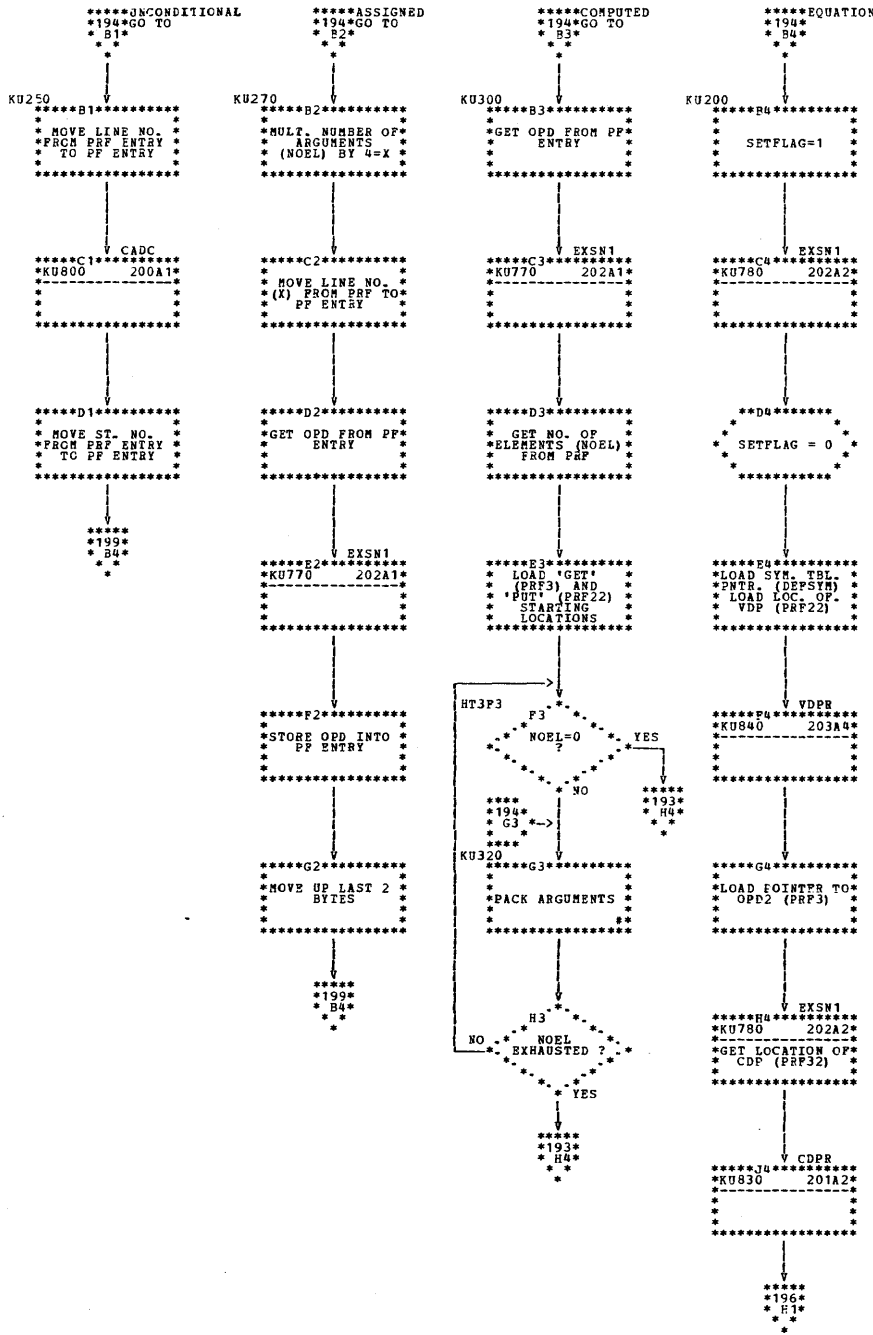 UNCONDITIONAL
*194*GO TO
B1
KU250
B1
MOVE LINE NO.
FROM PRF ENTRY
TO PF ENTRY
CADC
C1
KU800 200A1
D1
MOVE ST. NO.
FROM PRF ENTRY
TO PF ENTRY
*199*
B4
ASSIGNED
*194*GO TO
B2
KU270
B2
MULT. NUMBER OF
ARGUMENTS
(NOEL) BY 4=X
C2
MOVE LINE NO.
(X) FROM PRF TO
PF ENTRY
D2
GET OPD FROM PF
ENTRY
EXSN1
E2
KU770 202A1
F2
STORE OPD INTO
PF ENTRY
G2
MOVE UP LAST 2
BYTES
*199*
B4
COMPUTED
*194*GO TO
B3
KU300
B3
GET OPD FROM PF
ENTRY
EXSN1
C3
KU770 202A1
D3
GET NO. OF
ELEMENTS (NOEL)
FROM PRF
E3
LOAD 'GET'
(PRF3) AND
'PUT' (PRF22)
STARTING
LOCATIONS
HT3F3
F3
NOEL=0
?
YES
NO
*193*
H4
*194*
G3
KU320
G3
PACK ARGUMENTS
#
H3
NOEL
EXHAUSTED ?
NO
YES
*193*
H4
EQUATION
*194*
B4
KU200
B4
SETFLAG=1
EXSN1
C4
KU780 202A2
D4
SETFLAG = 0
E4
LOAD SYM. TBL.
PNTR. (DEFSYM)
LOAD LOC. OF.
VDP (PRF22)
VDPR
F4
KU840 203A4
G4
LOAD POINTER TO
OPD2 (PRF3)
EXSN1
H4
KU780 202A2
GET LOCATION OF
CDP (PRF32)
CDPR
J4
KU830 201A2
*196*
H1